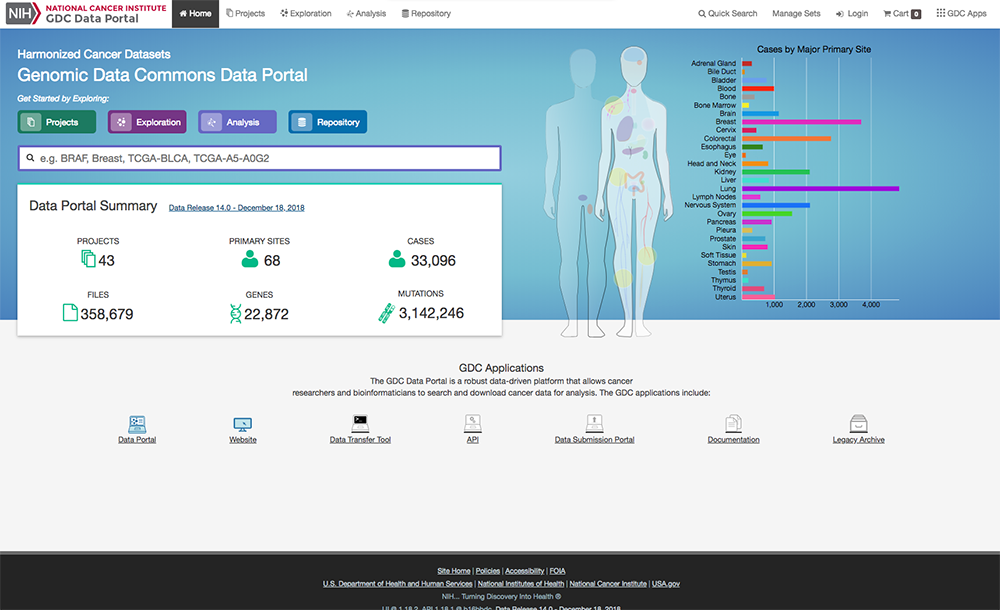 NIH
NATIONAL CANCER INSTITUTE
GDC Data Portal
Home
Projects
Exploration
Analysis
Repository
Quick Search
Manage Sets
Login
Cart 0
GDC Apps
Harmonized Cancer Datasets
Genomic Data Commons Data Portal
Get Started by Exploring:
Projects
Exploration
Analysis
Repository
e.g. BRAF, Breast, TCGA-BLCA, TCGA-A5-A0G2
Data Portal Summary
Data Release 14.0 - December 18, 2018
PROJECTS
43
PRIMARY SITES
68
CASES
33,096
FILES
358,679
GENES
22,872
MUTATIONS
3,142,246
Cases by Major Primary Site
Adrenal Gland
Bile Duct
Bladder
Blood
Bone
Bone Marrow
Brain
Breast
Cervix
Colorectal
Esophagus
Eye
Head and Neck
Kidney
Liver
Lung
Lymph Nodes
Nervous System
Ovary
Pancreas
Pleura
Prostate
Skin
Soft Tissue
Stomach
Testis
Thymus
Thyroid
Uterus
1,000 2,000 3,000 4,000
GDC Applications
The GDC Data Portal is a robust data-driven platform that allows cancer
researchers and bioinformaticians to search and download cancer data for analysis. The GDC applications include:
Data Portal
Website
Data Transfer Tool
API
Data Submission Portal
Documentation
Legacy Archive
Site Home | Policies | Accessibility | FOIA
U.S. Department of Health and Human Services | National Institutes of Health | National Cancer Institute | USA.gov
NIH... Turning Discovery Into Health ®
UI @ 1.18.2, API 1.18.1 @ Data Release 14.0 - December 18, 2018